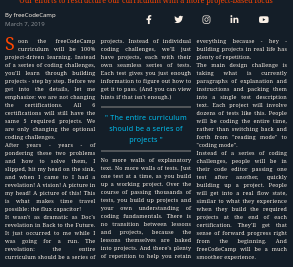 Our efforts to restructure our curriculum with a more project-based focus
By freeCodeCamp
March 7, 2019
Soon the freeCodeCamp
curriculum will be 100%
project-driven learning. Instead
of a series of coding challenges,
you'll learn through building
projects - step by step. Before we
get into the details, let me
emphasize: we are not changing
the certifications. All 6
certifications will still have the
same 5 required projects. We
are only changing the optional
coding challenges.
After years - years - of
pondering these two problems
and how to solve them, I
slipped, hit my head on the sink,
and when I came to I had a
revelation! A vision! A picture in
my head! A picture of this! This
is what makes time travel
possible: the flux capacitor!
It wasn't as dramatic as Doc's
revelation in Back to the Future.
It just occurred to me while I
was going for a run. The
revolution: the entire
curriculum should be a series of
projects. Instead of individual
coding challenges, we'll just
have projects, each with their
own seamless series of tests.
Each test gives you just enough
information to figure out how to
get it to pass. (And you can view
hints if that isn't enough.)
" The entire curriculum
should be a series of
projects "
No more walls of explanatory
text. No more walls of tests. Just
one test at a time, as you build
up a working project. Over the
course of passing thousands of
tests, you build up projects and
your own understanding of
coding fundamentals. There is
no transition between lessons
and projects, because the
lessons themselves are baked
into projects. And there's plenty
of repetition to help you retain
everything because - hey -
building projects in real life has
plenty of repetition.
The main design challenge is
taking what is currently
paragraphs of explanation and
instructions and packing them
into a single test description
text. Each project will involve
dozens of tests like this. People
will be coding the entire time,
rather than switching back and
forth from "reading mode" to
"coding mode".
Instead of a series of coding
challenges, people will be in
their code editor passing one
test after another, quickly
building up a project. People
will get into a real flow state,
similar to what they experience
when they build the required
projects at the end of each
certification. They'll get that
sense of forward progress right
from the beginning. And
freeCodeCamp will be a much
smoother experience.